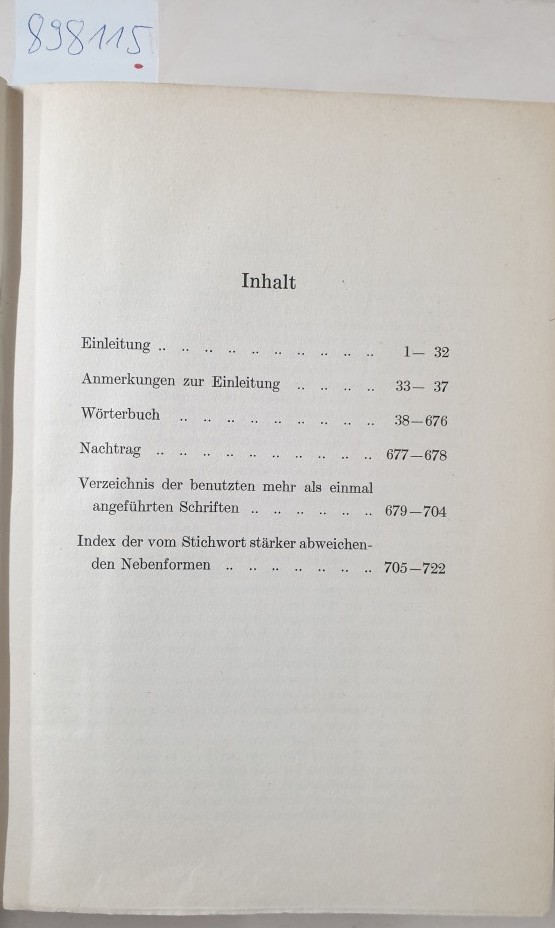 898115
Inhalt
Einleitung .. .. .. .. .. .. .. .. .. .. 1— 32
Anmerkungen zur Einleitung .. .. .. .. 33— 37
Wörterbuch .. .. .. .. .. .. .. .. .. 38—676
Nachtrag .. .. .. .. .. .. .. .. .. .. 677—678
Verzeichnis der benutzten mehr als einmal
angeführten Schriften .. .. .. .. .. .. 679—704
Index der vom Stichwort stärker abweichen-
den Nebenformen .. .. .. .. .. .. .. 705—722